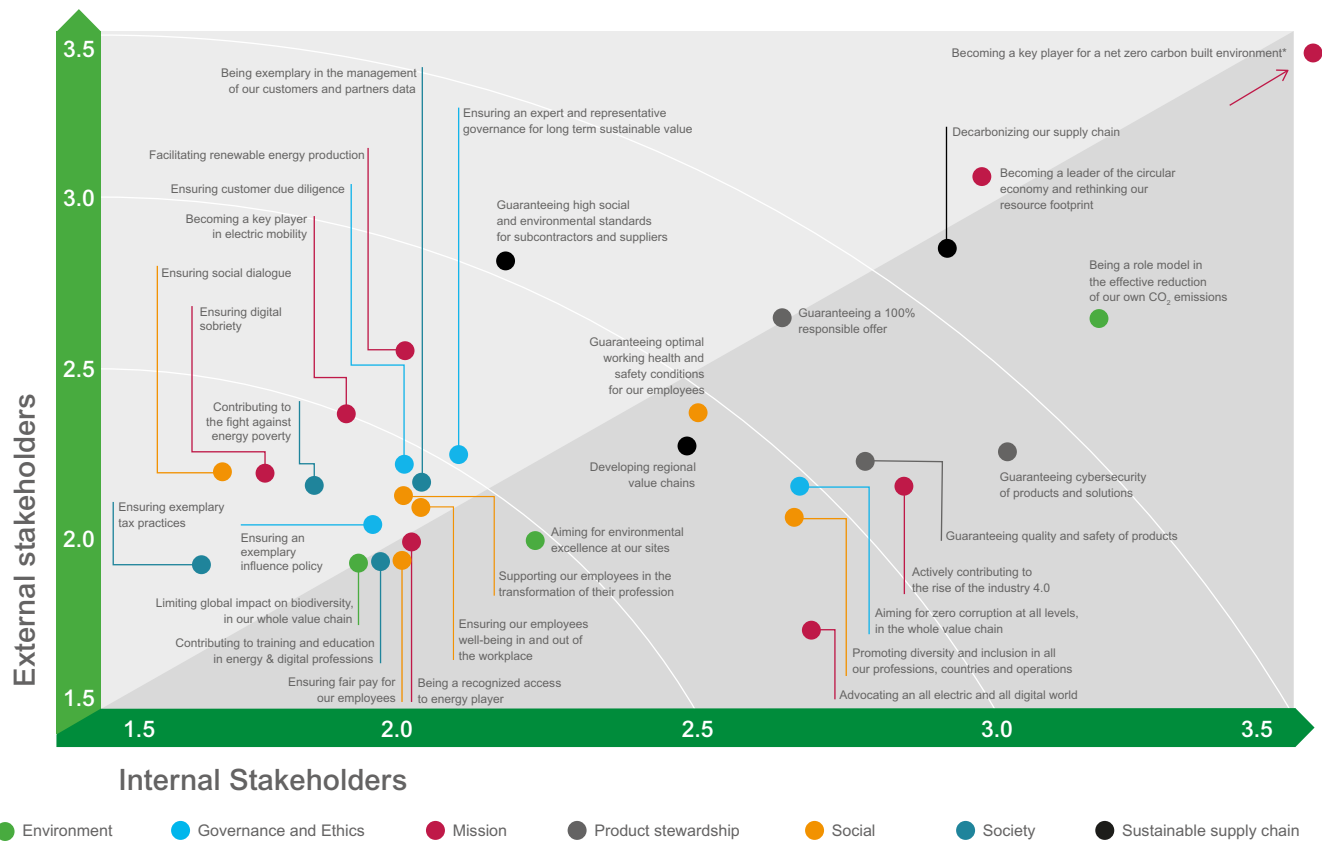 3.5
3.0
2.5
2.0
1.5
External stakeholders
Becoming a key player for a net zero carbon built environment*
Being exemplary in the management
of our customers and partners data
Ensuring an expert and representative
governance for long term sustainable value
Decarbonizing our supply chain
Facilitating renewable energy production
Becoming a leader of the circular
economy and rethinking our
resource footprint
Ensuring customer due diligence
Guaranteeing high social
and environmental standards
for subcontractors and suppliers
Becoming a key player
in electric mobility
Ensuring social dialogue
Being a role model in
the effective reduction
of our own CO2 emissions
Ensuring digital
sobriety
Guaranteeing a 100%
responsible offer
Guaranteeing optimal
working health and
safety conditions
for our employees
Contributing to
the fight against
energy poverty
Developing regional
value chains
Guaranteeing cybersecurity
of products and solutions
Ensuring exemplary
tax practices
Ensuring an
exemplary
influence policy
Aiming for environmental
excellence at our sites
Guaranteeing quality and safety of products
Supporting our employees in the
transformation of their profession
Actively contributing to
the rise of the industry 4.0
Limiting global impact on biodiversity,
in our whole value chain
Aiming for zero corruption at all levels,
in the whole value chain
Ensuring our employees
well-being in and out of
the workplace
Contributing to training and education
in energy & digital professions
Promoting diversity and inclusion in all
our professions, countries and operations
Ensuring fair pay for
our employees
Being a recognized access
to energy player
Advocating an all electric and all digital world
1.5
2.0
2.5
3.0
3.5
Internal Stakeholders
Environment
Governance and Ethics
Mission
Product stewardship
Social
Society
Sustainable supply chain